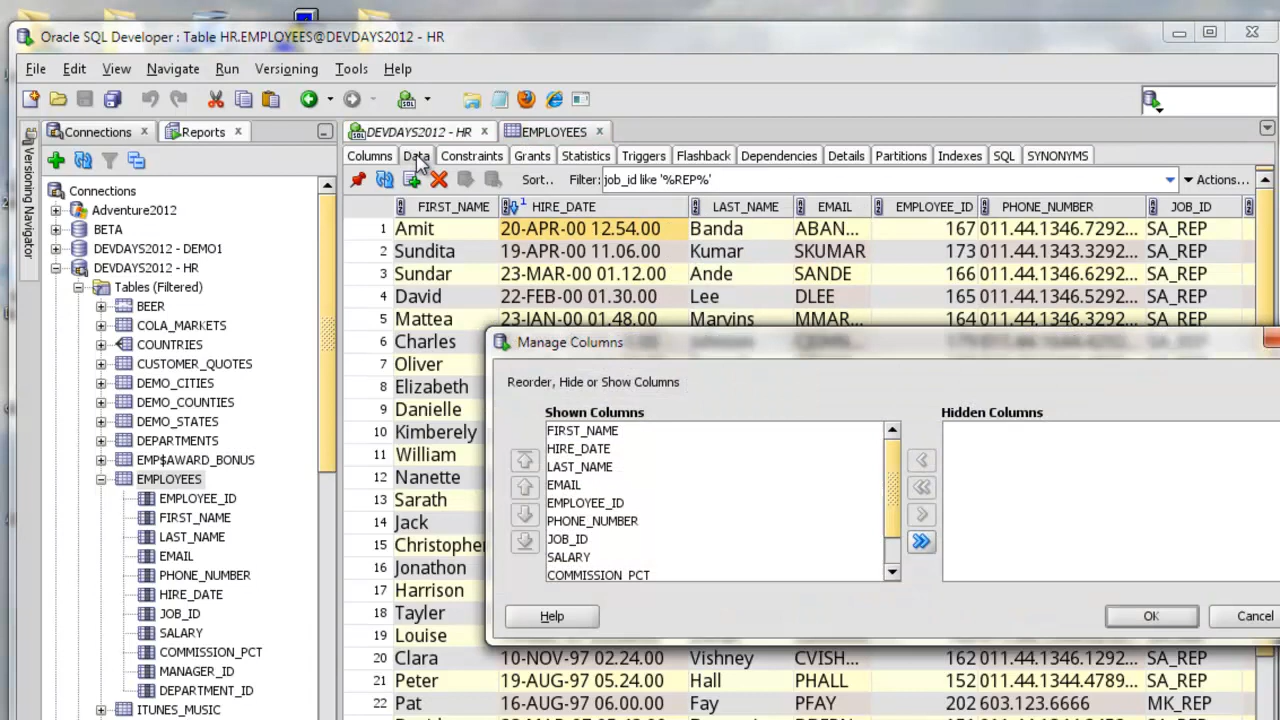 Oracle SQL Developer : Table HR.EMPLOYEES@DEVDAYS2012 - HR
File Edit View Navigate Run Versioning Tools Help
Connections Reports DEVDAYS2012 - HR EMPLOYEES
Columns Data Constraints Grants Statistics Triggers Flashback Dependencies Details Partitions Indexes SQL SYNONYMS
Sort.. Filter: job_id like '%REP%' Actions...
Versioning Navigator
Connections
Adventure2012
BETA
DEVDAYS2012 - DEMO1
DEVDAYS2012 - HR
Tables (Filtered)
BEER
COLA_MARKETS
COUNTRIES
CUSTOMER_QUOTES
DEMO_CITIES
DEMO_COUNTIES
DEMO_STATES
DEPARTMENTS
EMP$AWARD_BONUS
EMPLOYEES
EMPLOYEE_ID
FIRST_NAME
LAST_NAME
EMAIL
PHONE_NUMBER
HIRE_DATE
JOB_ID
SALARY
COMMISSION_PCT
MANAGER_ID
DEPARTMENT_ID
ITUNES_MUSIC
FIRST_NAME HIRE_DATE LAST_NAME EMAIL EMPLOYEE_ID PHONE_NUMBER JOB_ID
1 Amit 20-APR-00 12.54.00 Banda ABAN... 167 011.44.1346.7292... SA_REP
2 Sundita 19-APR-00 11.06.00 Kumar SKUMAR 173 011.44.1343.3292... SA_REP
3 Sundar 23-MAR-00 01.12.00 Ande SANDE 166 011.44.1346.6292... SA_REP
4 David 22-FEB-00 01.30.00 Lee DLEE 165 011.44.1346.5292... SA_REP
5 Mattea 23-JAN-00 01.48.00 Marvins MMAR... 164 011.44.1346.4292... SA_REP
6 Charles
7 Oliver
8 Elizabeth
9 Danielle
10 Kimberely
11 William
12 Nanette
13 Sarath
14 Jack
15 Christopher
16 Jonathon
17 Harrison
18 Tayler
19 Louise
20 Clara 10-NOV-97 02.24.00 Vishney CVISH... 162 011.44.1346.1292... SA_REP
21 Peter 19-AUG-97 05.24.00 Hall PHALL 152 011.44.1344.4789... SA_REP
22 Pat 16-AUG-97 06.00.00 Fay PFAY 202 603.123.6666 MK_REP
Manage Columns
Reorder, Hide or Show Columns
Shown Columns Hidden Columns
FIRST_NAME
HIRE_DATE
LAST_NAME
EMAIL
EMPLOYEE_ID
PHONE_NUMBER
JOB_ID
SALARY
COMMISSION_PCT
Help OK Cancel